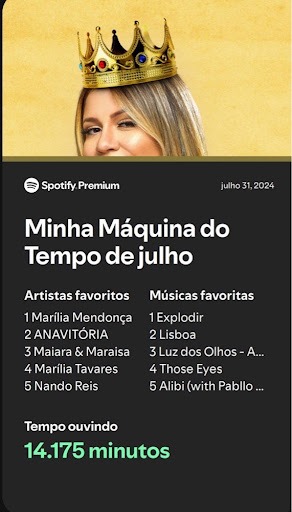 Spotify Premium
julho 31, 2024
Minha Máquina do
Tempo de julho
Artistas favoritos
1 Marília Mendonça
2 ANAVITÓRIA
3 Maiara & Maraisa
4 Marília Tavares
5 Nando Reis
Músicas favoritas
1 Explodir
2 Lisboa
3 Luz dos Olhos - A...
4 Those Eyes
5 Alibi (with Pabllo ...
Tempo ouvindo
14.175 minutos